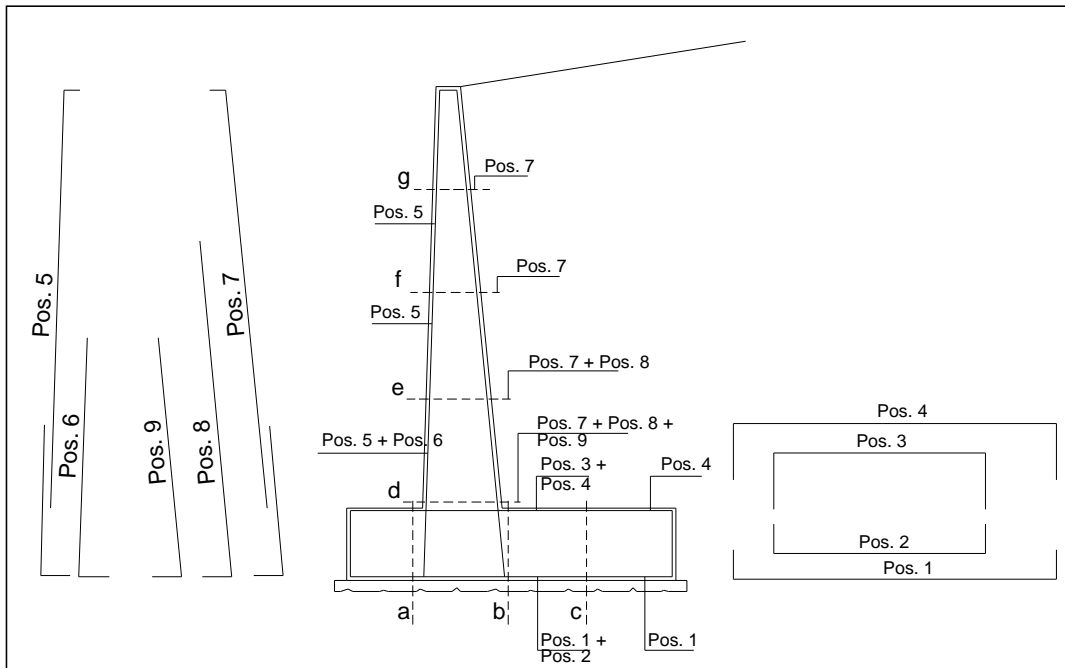 g
Pos. 7
Pos. 5
f
Pos. 7
Pos. 5
e
Pos. 7 + Pos. 8
Pos. 5 + Pos. 6
d
Pos. 7 + Pos. 8 +
Pos. 9
Pos. 3 +
Pos. 4
Pos. 4
a
b
c
Pos. 1 +
Pos. 2
Pos. 1
Pos. 5
Pos. 6
Pos. 9
Pos. 8
Pos. 7
Pos. 4
Pos. 3
Pos. 2
Pos. 1